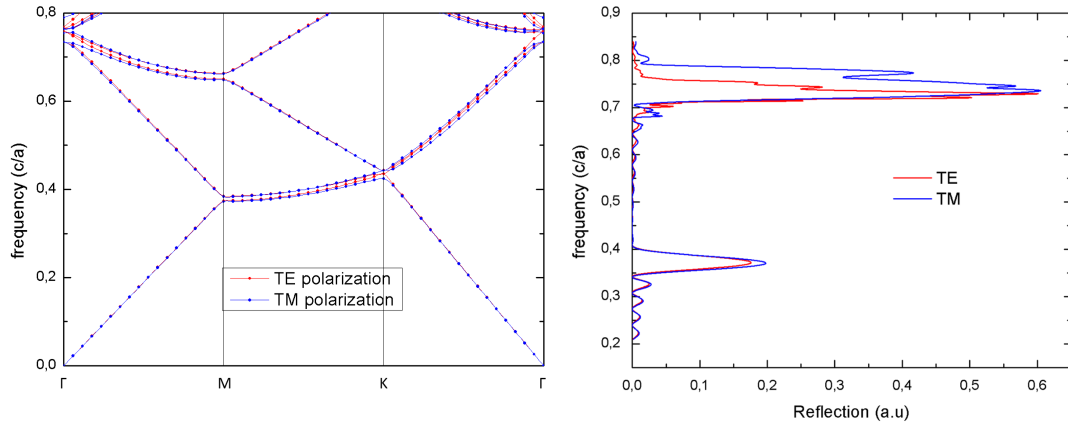 0,8
0,6
0,4
0,2
0,0
frequency (c/a)
TE polarization
TM polarization
Γ
M
K
Γ
0,9
0,8
0,7
0,6
0,5
0,4
0,3
0,2
frequency (c/a)
TE
TM
0,0
0,1
0,2
0,3
0,4
0,5
0,6
Reflection (a.u)